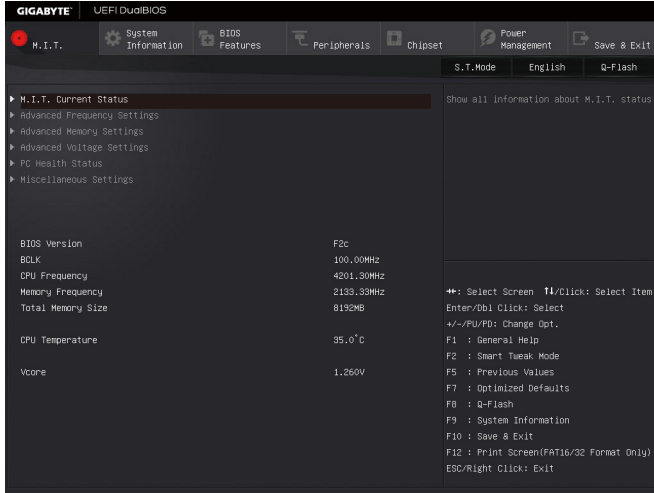 GIGABYTE™ UEFI DualBIOS
M.I.T. System Information BIOS Features Peripherals Chipset Power Management Save & Exit
S.T.Mode English Q-Flash
M.I.T. Current Status
Advanced Frequency Settings
Advanced Memory Settings
Advanced Voltage Settings
PC Health Status
Miscellaneous Settings
BIOS Version F2c
BCLK 100.00MHz
CPU Frequency 4201.30MHz
Memory Frequency 2133.33MHz
Total Memory Size 8192MB
CPU Temperature 35.0°C
Vcore 1.260V
Show all information about M.I.T. status
→←: Select Screen ↑↓/Click: Select Item
Enter/Dbl Click: Select
+/-/PU/PD: Change Opt.
F1 : General Help
F2 : Smart Tweak Mode
F5 : Previous Values
F7 : Optimized Defaults
F8 : Q-Flash
F9 : System Information
F10 : Save & Exit
F12 : Print Screen(FAT16/32 Format Only)
ESC/Right Click: Exit